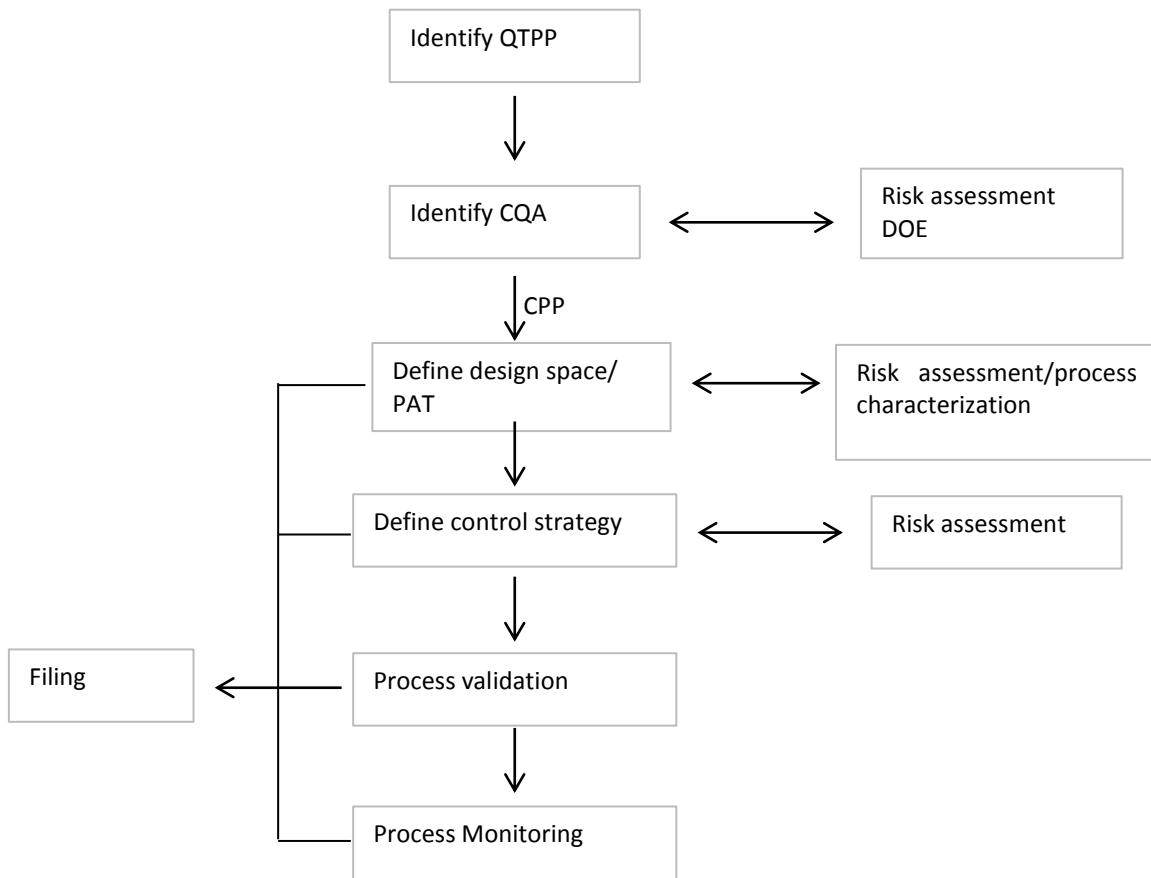 Identify QTPP
Identify CQA
Risk assessment
DOE
CPP
Define design space/
PAT
Risk assessment/process
characterization
Define control strategy
Risk assessment
Filing
Process validation
Process Monitoring